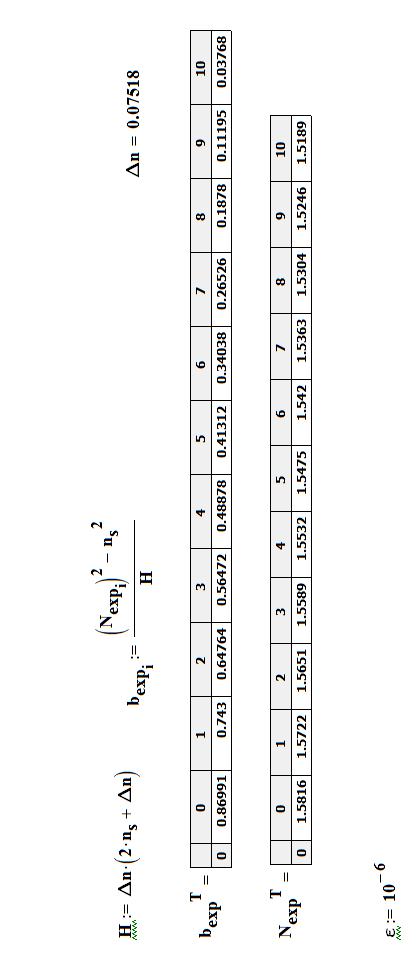 H := Δn·(2·nₛ + Δn) b_exp_i := ((N_exp_i)² − nₛ²) / H Δn = 0.07518
b_exp^T =
0 1 2 3 4 5 6 7 8 9 10
0 0.86991 0.743 0.64764 0.56472 0.48878 0.41312 0.34038 0.26526 0.1878 0.11195 0.03768
N_exp^T =
0 1 2 3 4 5 6 7 8 9 10
0 1.5816 1.5722 1.5651 1.5589 1.5532 1.5475 1.542 1.5363 1.5304 1.5246 1.5189
ε := 10⁻⁶